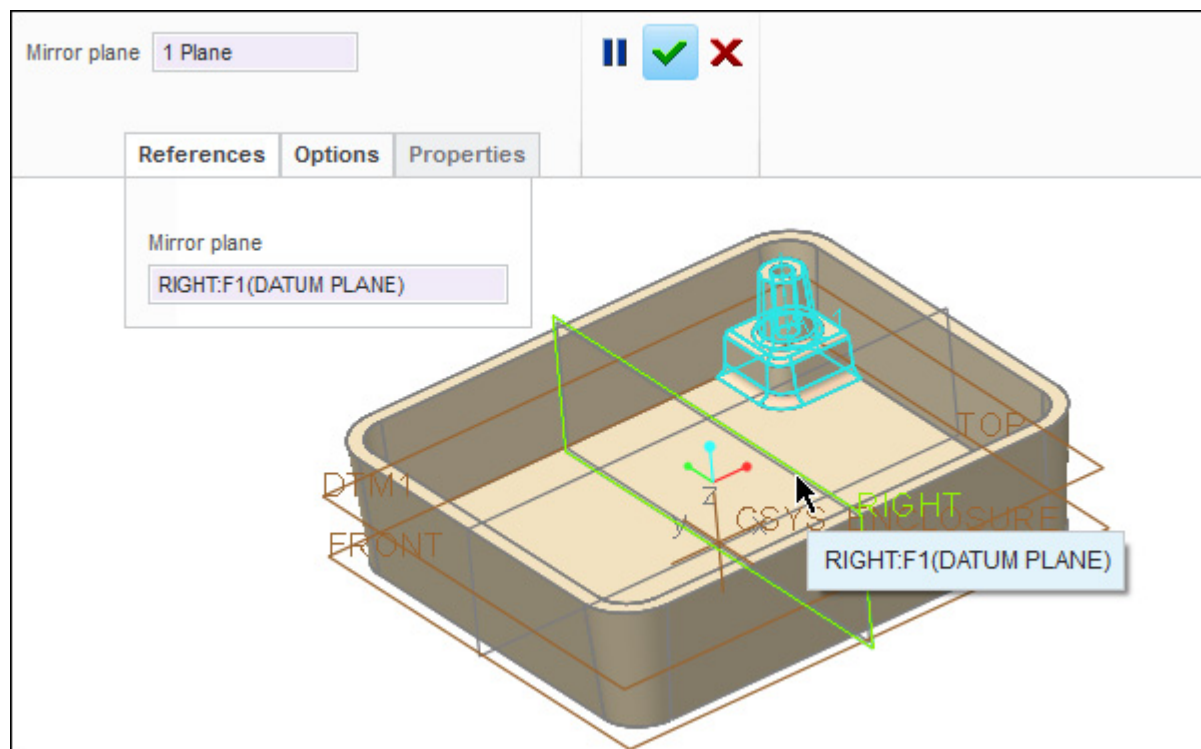 Mirror plane 1 Plane
References Options Properties
Mirror plane
RIGHT:F1(DATUM PLANE)
TOP
DTM1
RIGHT
z
y
x
CSYS ENCLOSURE
FRONT
RIGHT:F1(DATUM PLANE)